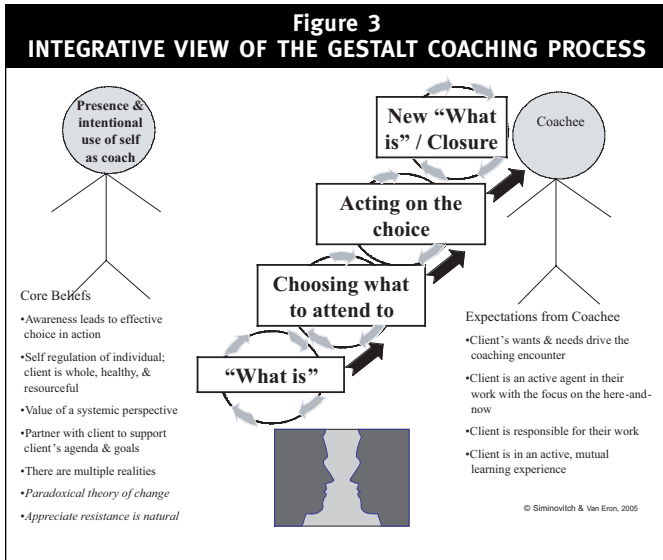 Figure 3
INTEGRATIVE VIEW OF THE GESTALT COACHING PROCESS
Presence &
intentional
use of self
as coach
New “What
is” / Closure
Coachee
Acting on the
choice
Choosing what
to attend to
“What is”
Core Beliefs
•Awareness leads to effective
choice in action
•Self regulation of individual;
client is whole, healthy, &
resourceful
•Value of a systemic perspective
•Partner with client to support
client’s agenda & goals
•There are multiple realities
•Paradoxical theory of change
•Appreciate resistance is natural
Expectations from Coachee
•Client’s wants & needs drive the
coaching encounter
•Client is an active agent in their
work with the focus on the here-and-
now
•Client is responsible for their work
•Client is in an active, mutual
learning experience
© Siminovitch & Van Eron, 2005